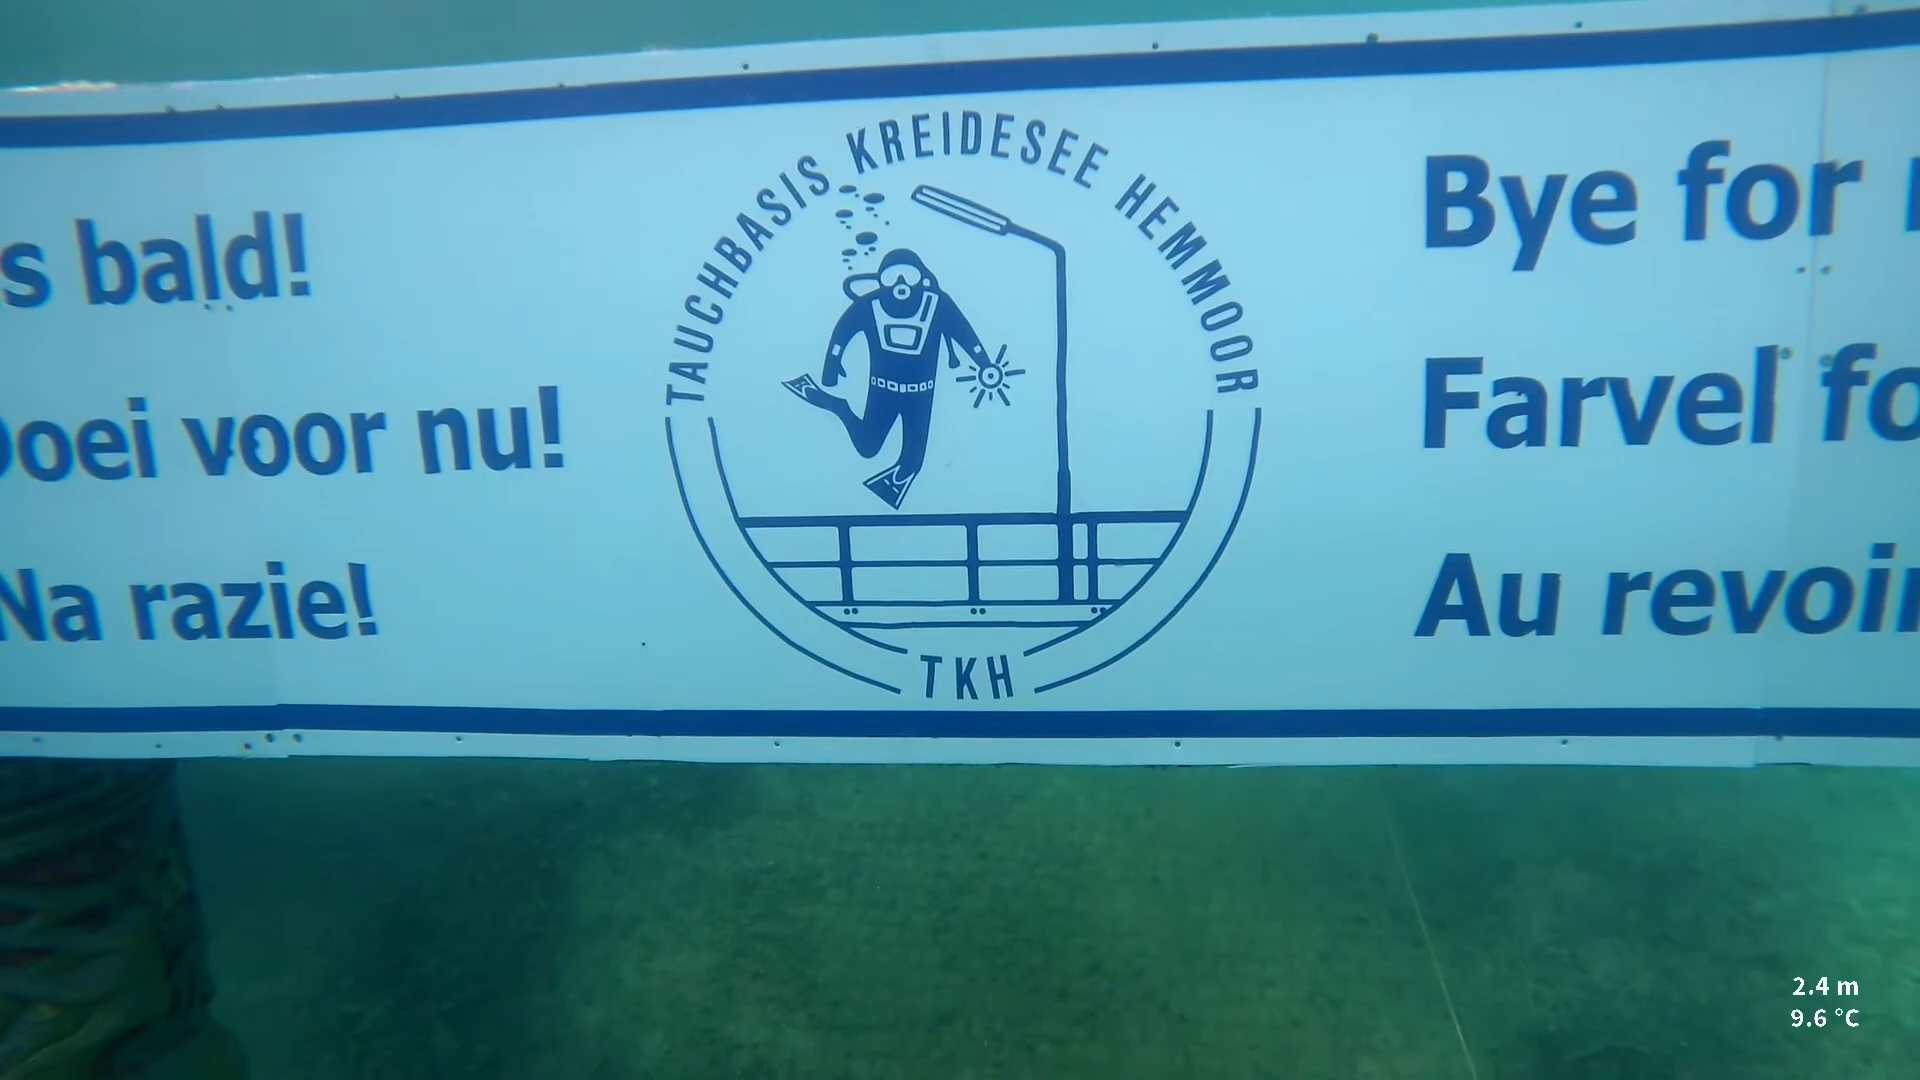 s bald!
oei voor nu!
Na razie!
TAUCHBASIS KREIDESEE HEMMOOR
TKH
Bye for
Farvel fo
Au revoir
2.4 m
9.6 °C